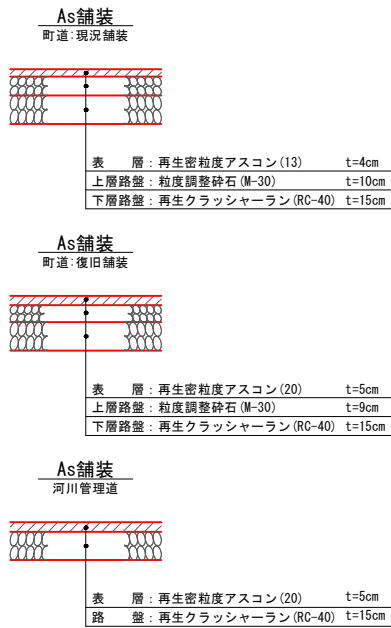 As舗装
町道:現況舗装
表　　層：再生密粒度アスコン(13)　t=4cm
上層路盤：粒度調整砕石(M-30)　t=10cm
下層路盤：再生クラッシャーラン(RC-40)　t=15cm
As舗装
町道:復旧舗装
表　　層：再生密粒度アスコン(20)　t=5cm
上層路盤：粒度調整砕石(M-30)　t=9cm
下層路盤：再生クラッシャーラン(RC-40)　t=15cm
As舗装
河川管理道
表　　層：再生密粒度アスコン(20)　t=5cm
路　　盤：再生クラッシャーラン(RC-40)　t=15cm